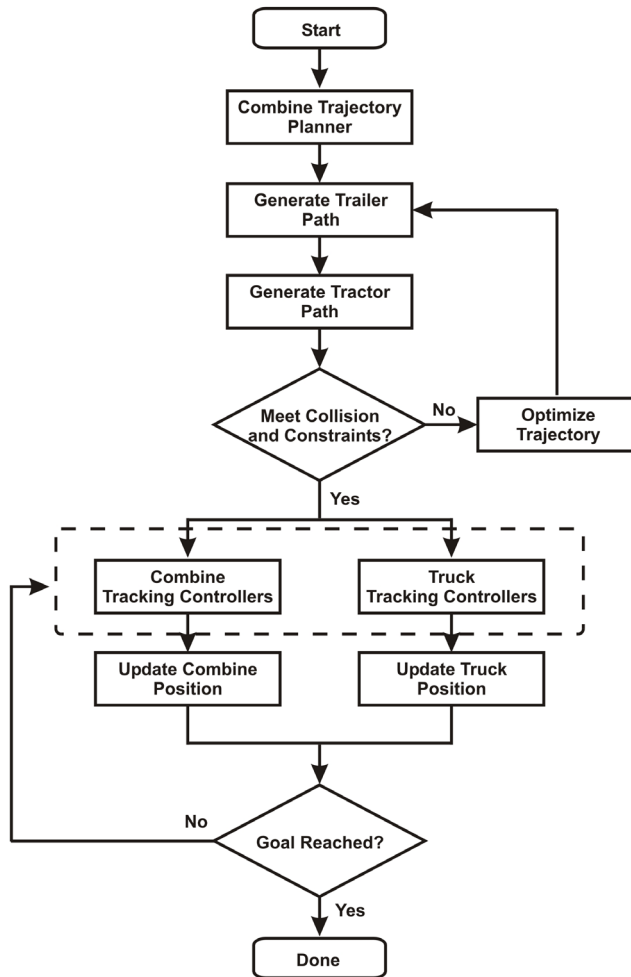 Start
Combine Trajectory
Planner
Generate Trailer
Path
Generate Tractor
Path
Meet Collision
and Constraints?
No
Optimize
Trajectory
Yes
Combine
Tracking Controllers
Truck
Tracking Controllers
Update Combine
Position
Update Truck
Position
No
Goal Reached?
Yes
Done